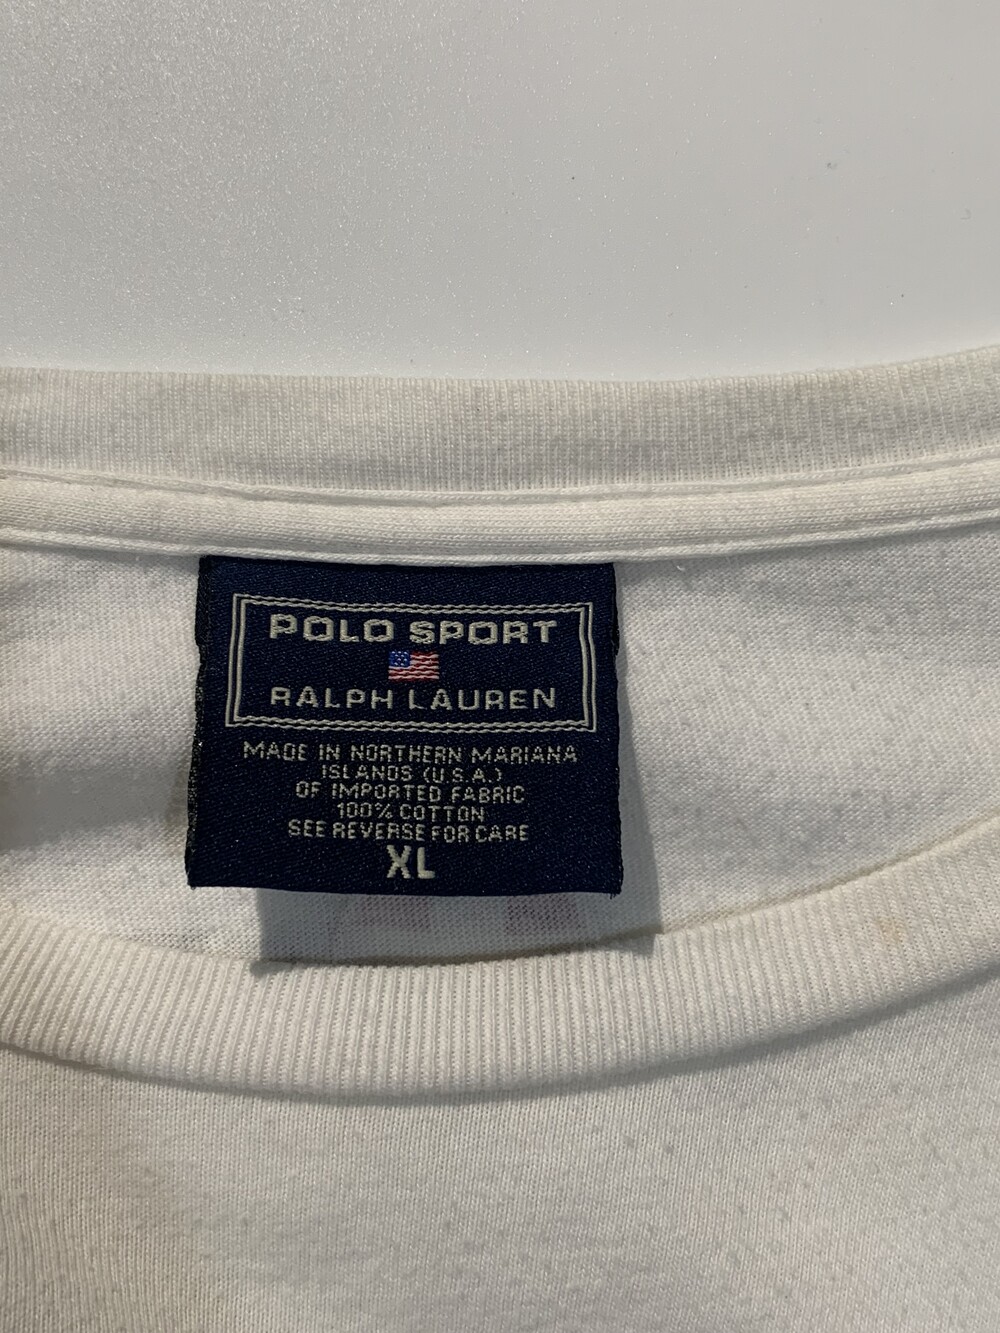 POLO SPORT
RALPH LAUREN
MADE IN NORTHERN MARIANA
ISLANDS (U.S.A.)
OF IMPORTED FABRIC
100% COTTON
SEE REVERSE FOR CARE
XL